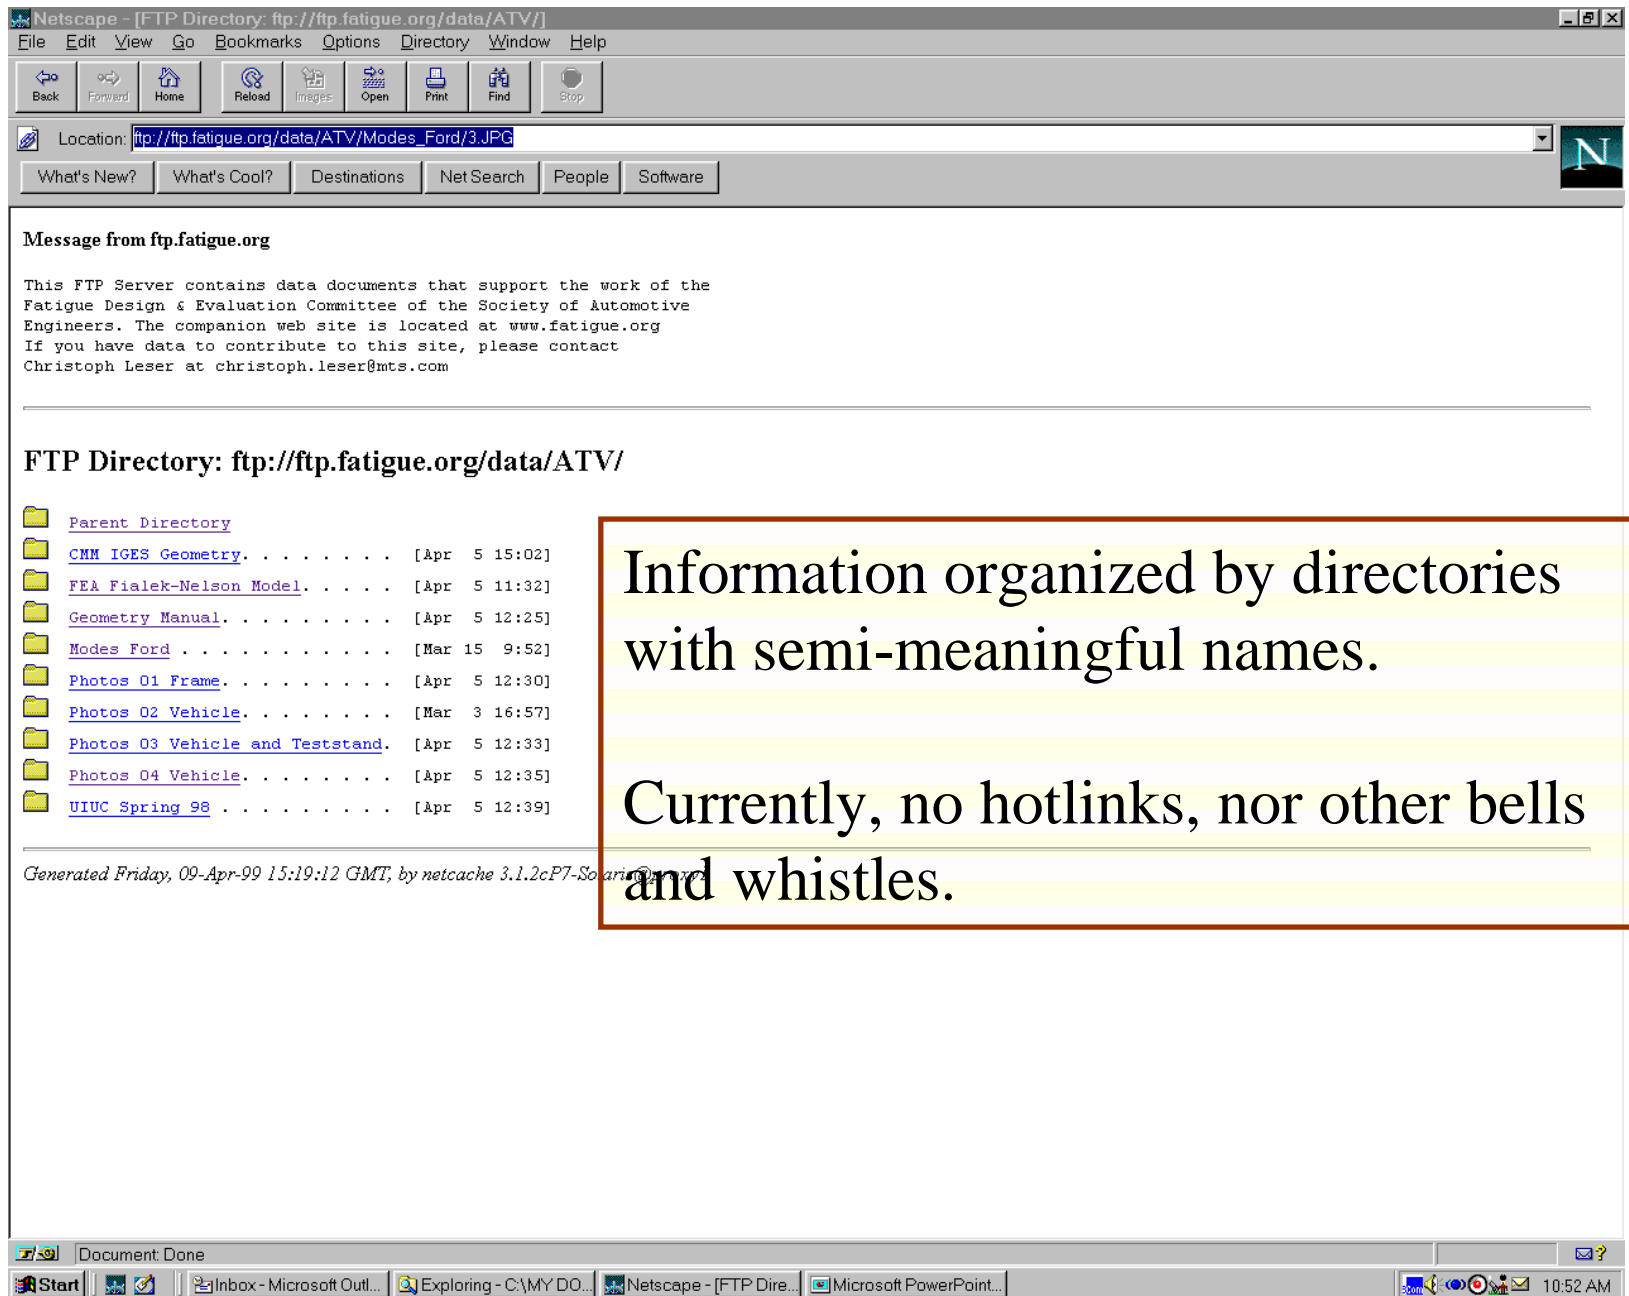 Netscape - [FTP Directory: ftp://ftp.fatigue.org/data/ATV/]
File Edit View Go Bookmarks Options Directory Window Help
Back Forward Home Reload Images Open Print Find Stop
Location: ftp://ftp.fatigue.org/data/ATV/Modes_Ford/3.JPG
N
What's New? What's Cool? Destinations Net Search People Software
Message from ftp.fatigue.org
This FTP Server contains data documents that support the work of the
Fatigue Design & Evaluation Committee of the Society of Automotive
Engineers. The companion web site is located at www.fatigue.org
If you have data to contribute to this site, please contact
Christoph Leser at christoph.leser@mts.com
FTP Directory: ftp://ftp.fatigue.org/data/ATV/
Parent Directory
CMM IGES Geometry. . . . . . . . [Apr 5 15:02]
FEA Fialek-Nelson Model. . . . . [Apr 5 11:32]
Geometry Manual. . . . . . . . . [Apr 5 12:25]
Modes Ford . . . . . . . . . . . [Mar 15 9:52]
Photos 01 Frame. . . . . . . . . [Apr 5 12:30]
Photos 02 Vehicle. . . . . . . . [Mar 3 16:57]
Photos 03 Vehicle and Teststand. [Apr 5 12:33]
Photos 04 Vehicle. . . . . . . . [Apr 5 12:35]
UIUC Spring 98 . . . . . . . . . [Apr 5 12:39]
Generated Friday, 09-Apr-99 15:19:12 GMT, by netcache 3.1.2cP7-Solaris@proxy1
Information organized by directories
with semi-meaningful names.
Currently, no hotlinks, nor other bells
and whistles.
Document: Done
Start Inbox - Microsoft Outl... Exploring - C:\MY DO... Netscape - [FTP Dire... Microsoft PowerPoint... 3Com 10:52 AM